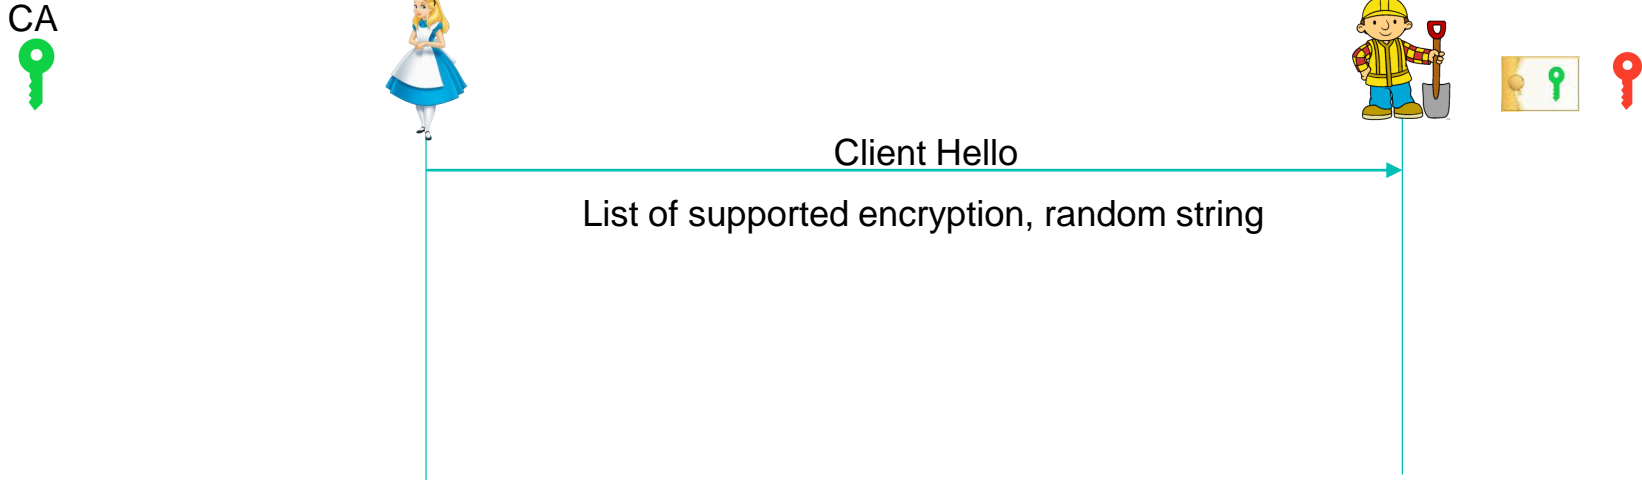 CA
Client Hello
List of supported encryption, random string